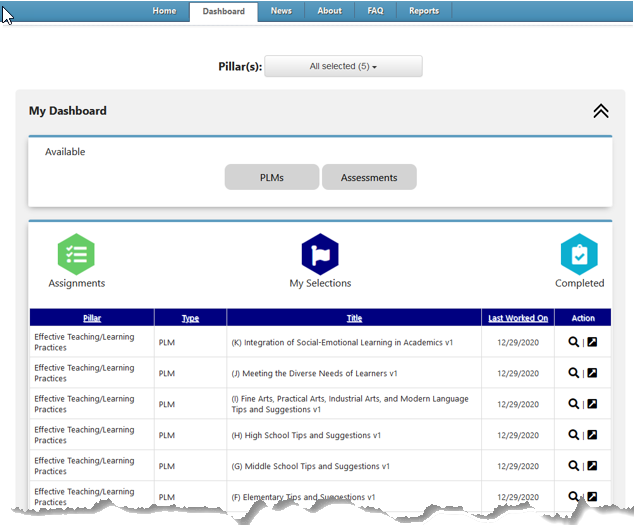 Home Dashboard News About FAQ Reports
Pillar(s): All selected (5)
My Dashboard
Available
PLMs Assessments
Assignments My Selections Completed
Pillar Type Title Last Worked On Action
Effective Teaching/Learning
Practices PLM (K) Integration of Social-Emotional Learning in Academics v1 12/29/2020 |
Effective Teaching/Learning
Practices PLM (J) Meeting the Diverse Needs of Learners v1 12/29/2020 |
Effective Teaching/Learning
Practices PLM (I) Fine Arts, Practical Arts, Industrial Arts, and Modern Language
Tips and Suggestions v1 12/29/2020 |
Effective Teaching/Learning
Practices PLM (H) High School Tips and Suggestions v1 12/29/2020 |
Effective Teaching/Learning
Practices PLM (G) Middle School Tips and Suggestions v1 12/29/2020 |
Effective Teaching/Learning
Practices PLM (F) Elementary Tips and Suggestions v1 12/29/2020 |